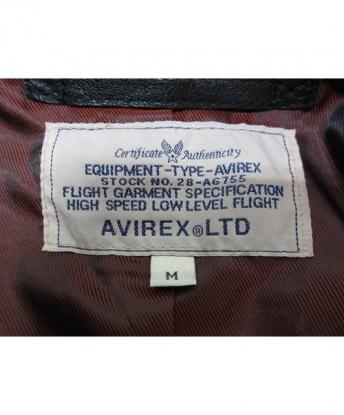 Certificate Authenticity
EQUIPMENT-TYPE-AVIREX
STOCK NO. 28-A6755
FLIGHT GARMENT SPECIFICATION
HIGH SPEED LOW LEVEL FLIGHT
AVIREX® LTD
M